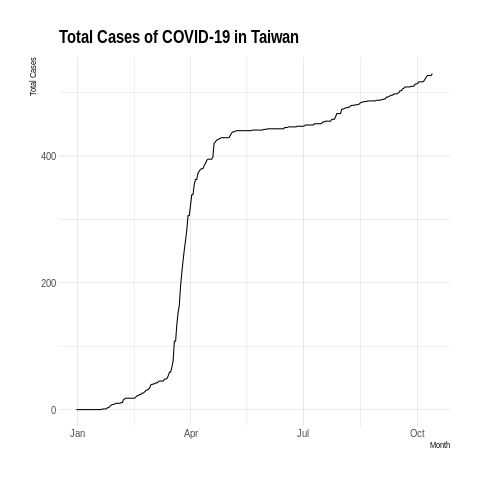 Total Cases of COVID-19 in Taiwan
Total Cases
400
200
0
Jan Apr Jul Oct
Month